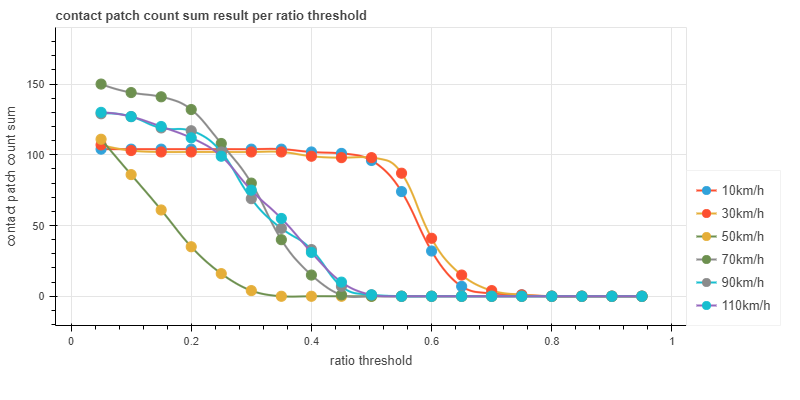 contact patch count sum result per ratio threshold
contact patch count sum
150
100
50
0
0
0.2
0.4
0.6
0.8
1
ratio threshold
10km/h
30km/h
50km/h
70km/h
90km/h
110km/h